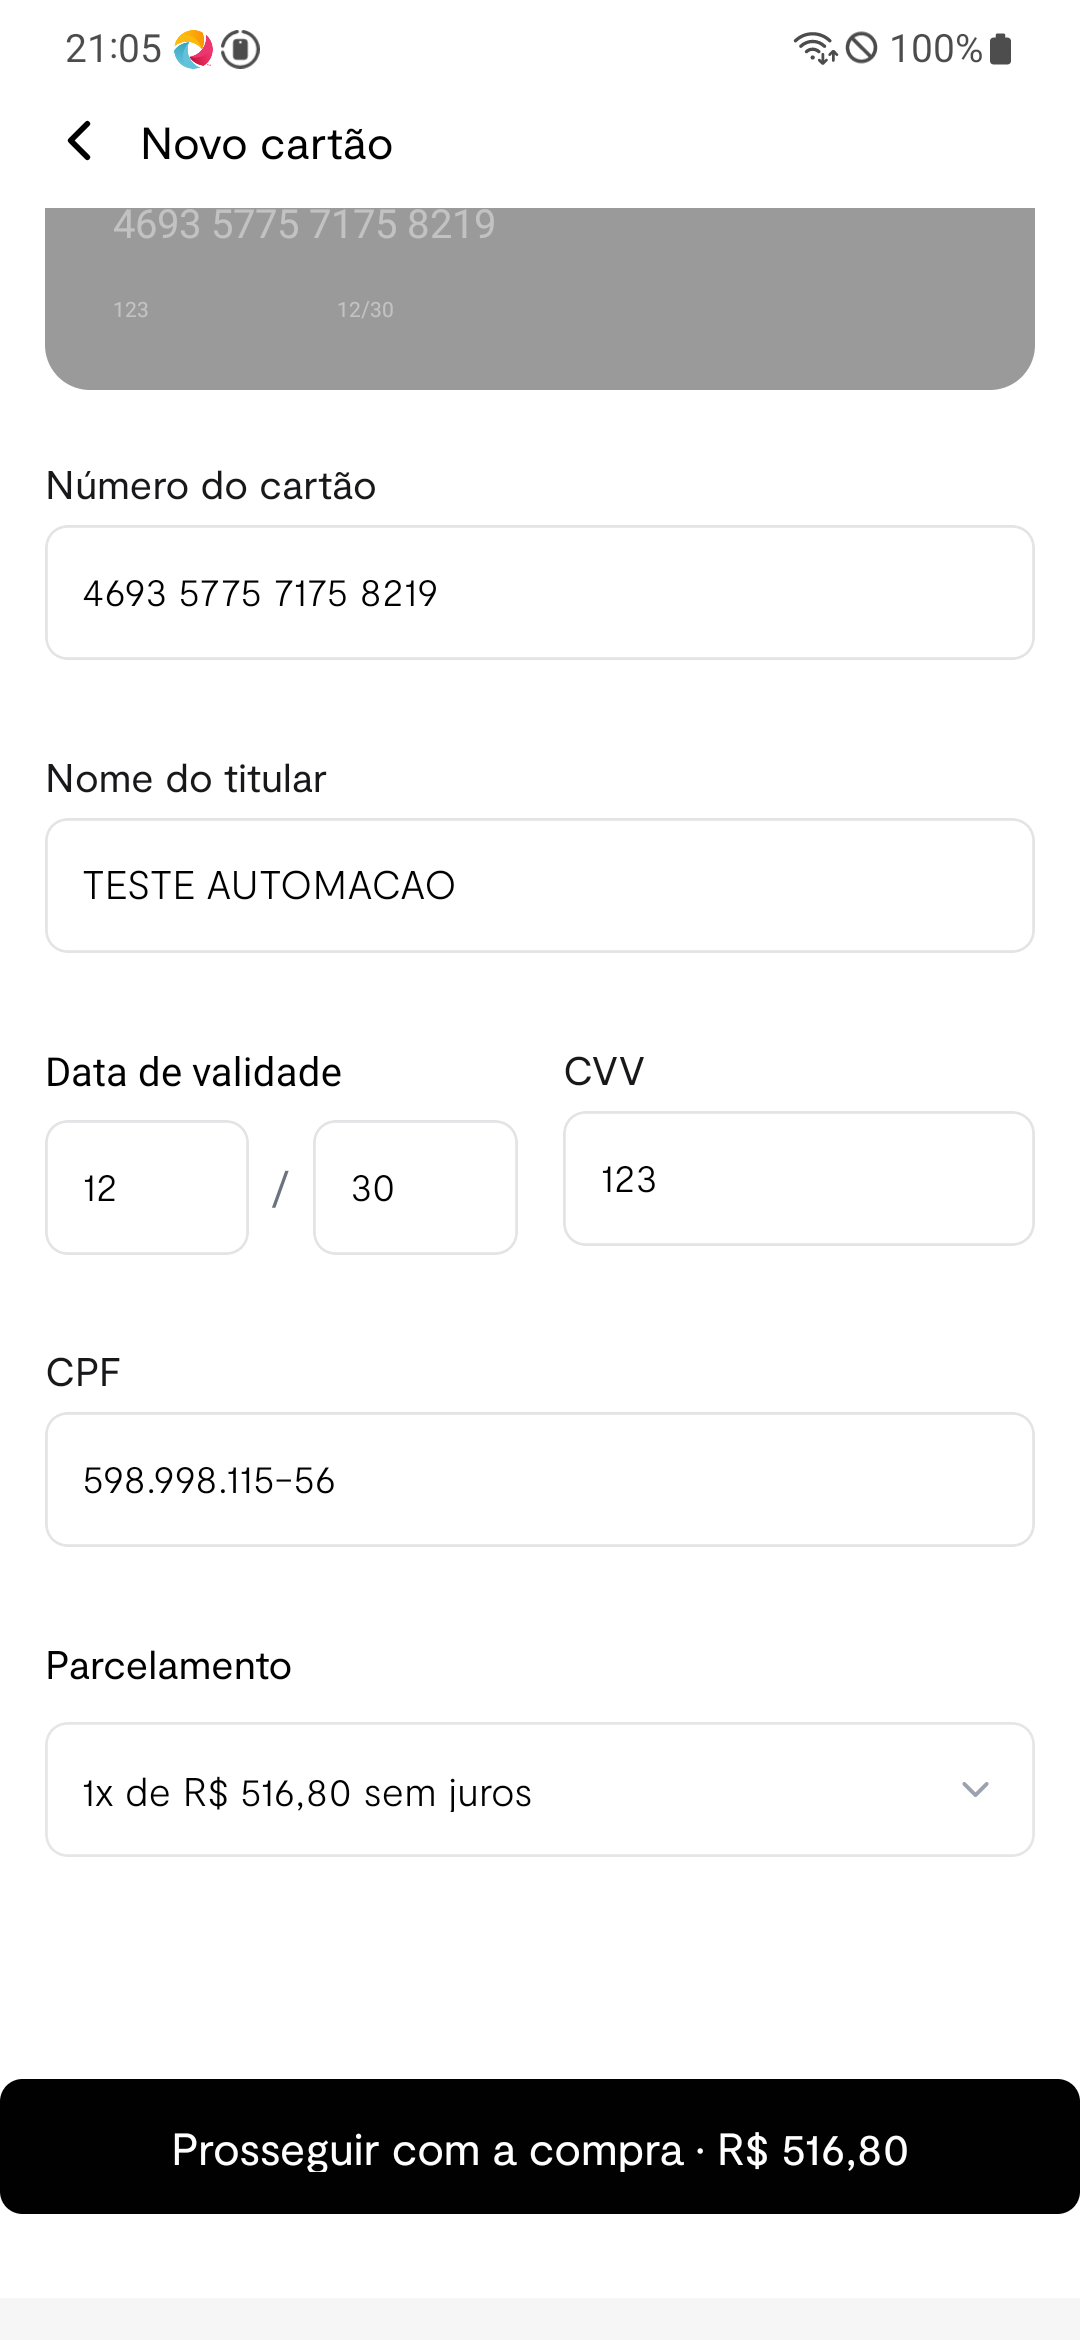 21:05 100%
Novo cartão
4693 5775 7175 8219
123 12/30
Número do cartão
4693 5775 7175 8219
Nome do titular
TESTE AUTOMACAO
Data de validade CVV
12 / 30 123
CPF
598.998.115-56
Parcelamento
1x de R$ 516,80 sem juros
Prosseguir com a compra · R$ 516,80